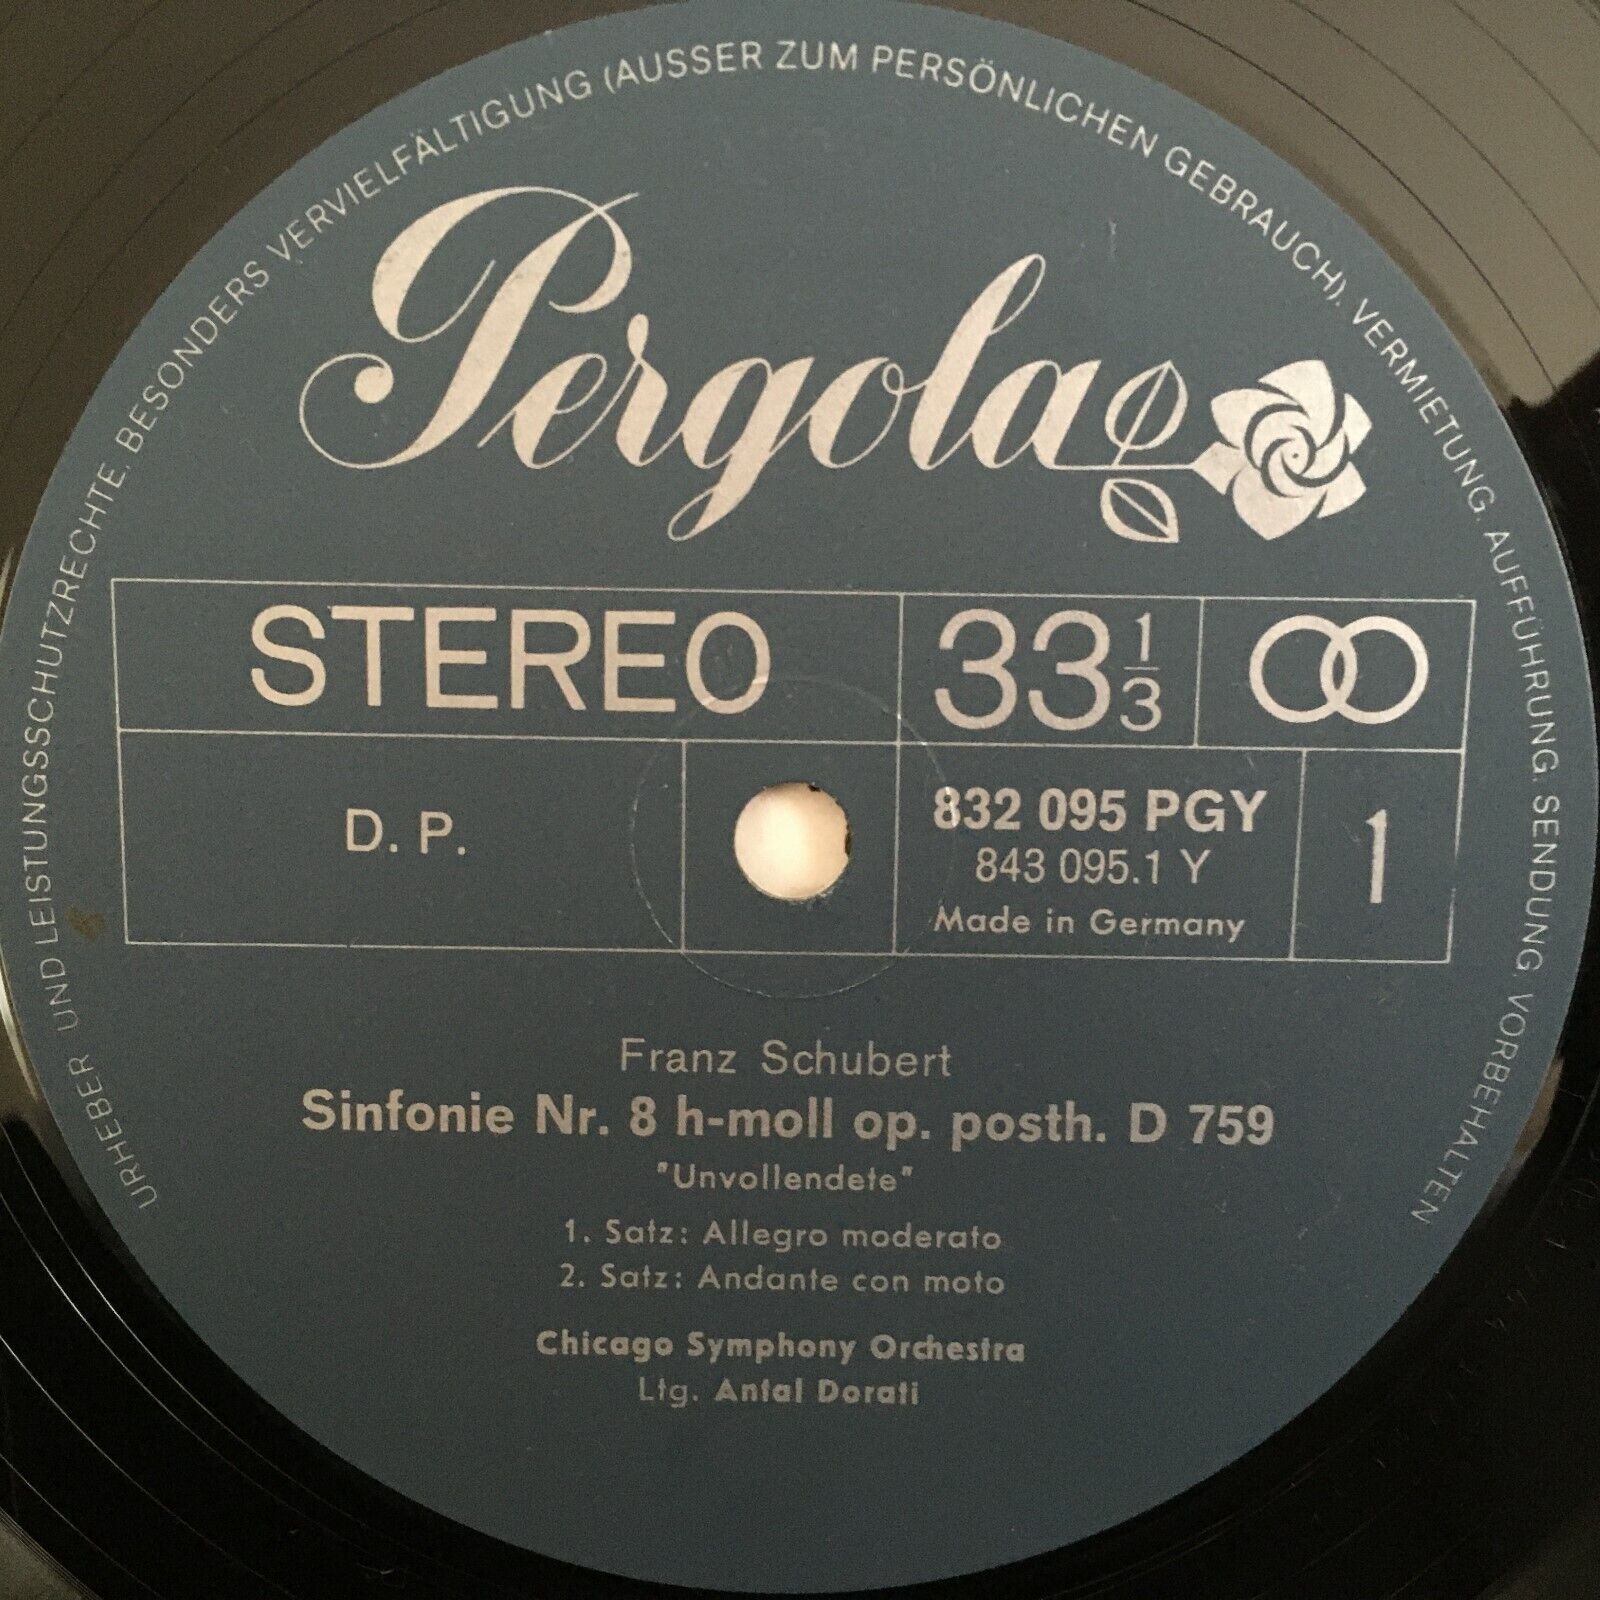 URHEBER UND LEISTUNGSSCHUTZRECHTE, BESONDERS VERVIELFÄLTIGUNG (AUSSER ZUM PERSÖNLICHEN GEBRAUCH), VERMIETUNG, AUFFÜHRUNG, SENDUNG VORBEHALTEN
Pergola
STEREO 33 1/3
D. P.
832 095 PGY
843 095.1 Y
Made in Germany
1
Franz Schubert
Sinfonie Nr. 8 h-moll op. posth. D 759
"Unvollendete"
1. Satz: Allegro moderato
2. Satz: Andante con moto
Chicago Symphony Orchestra
Ltg. Antal Dorati